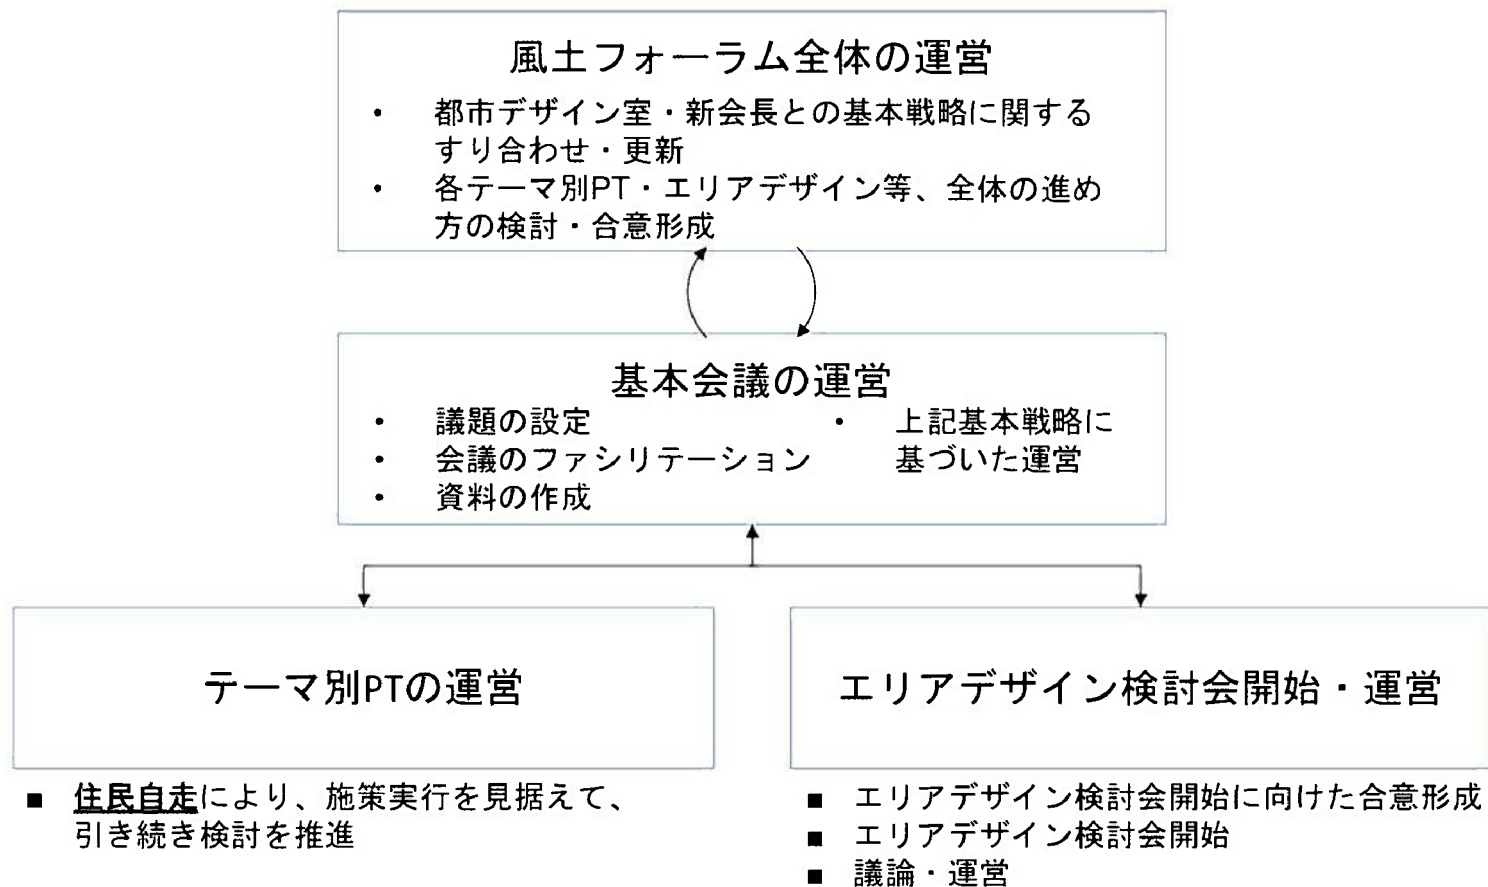 風土フォーラム全体の運営
• 都市デザイン室・新会長との基本戦略に関する
すり合わせ・更新
• 各テーマ別PT・エリアデザイン等、全体の進め
方の検討・合意形成
基本会議の運営
• 議題の設定
• 会議のファシリテーション
• 資料の作成
• 上記基本戦略に
基づいた運営
テーマ別PTの運営
■ 住民自走により、施策実行を見据えて、
引き続き検討を推進
エリアデザイン検討会開始・運営
■ エリアデザイン検討会開始に向けた合意形成
■ エリアデザイン検討会開始
■ 議論・運営